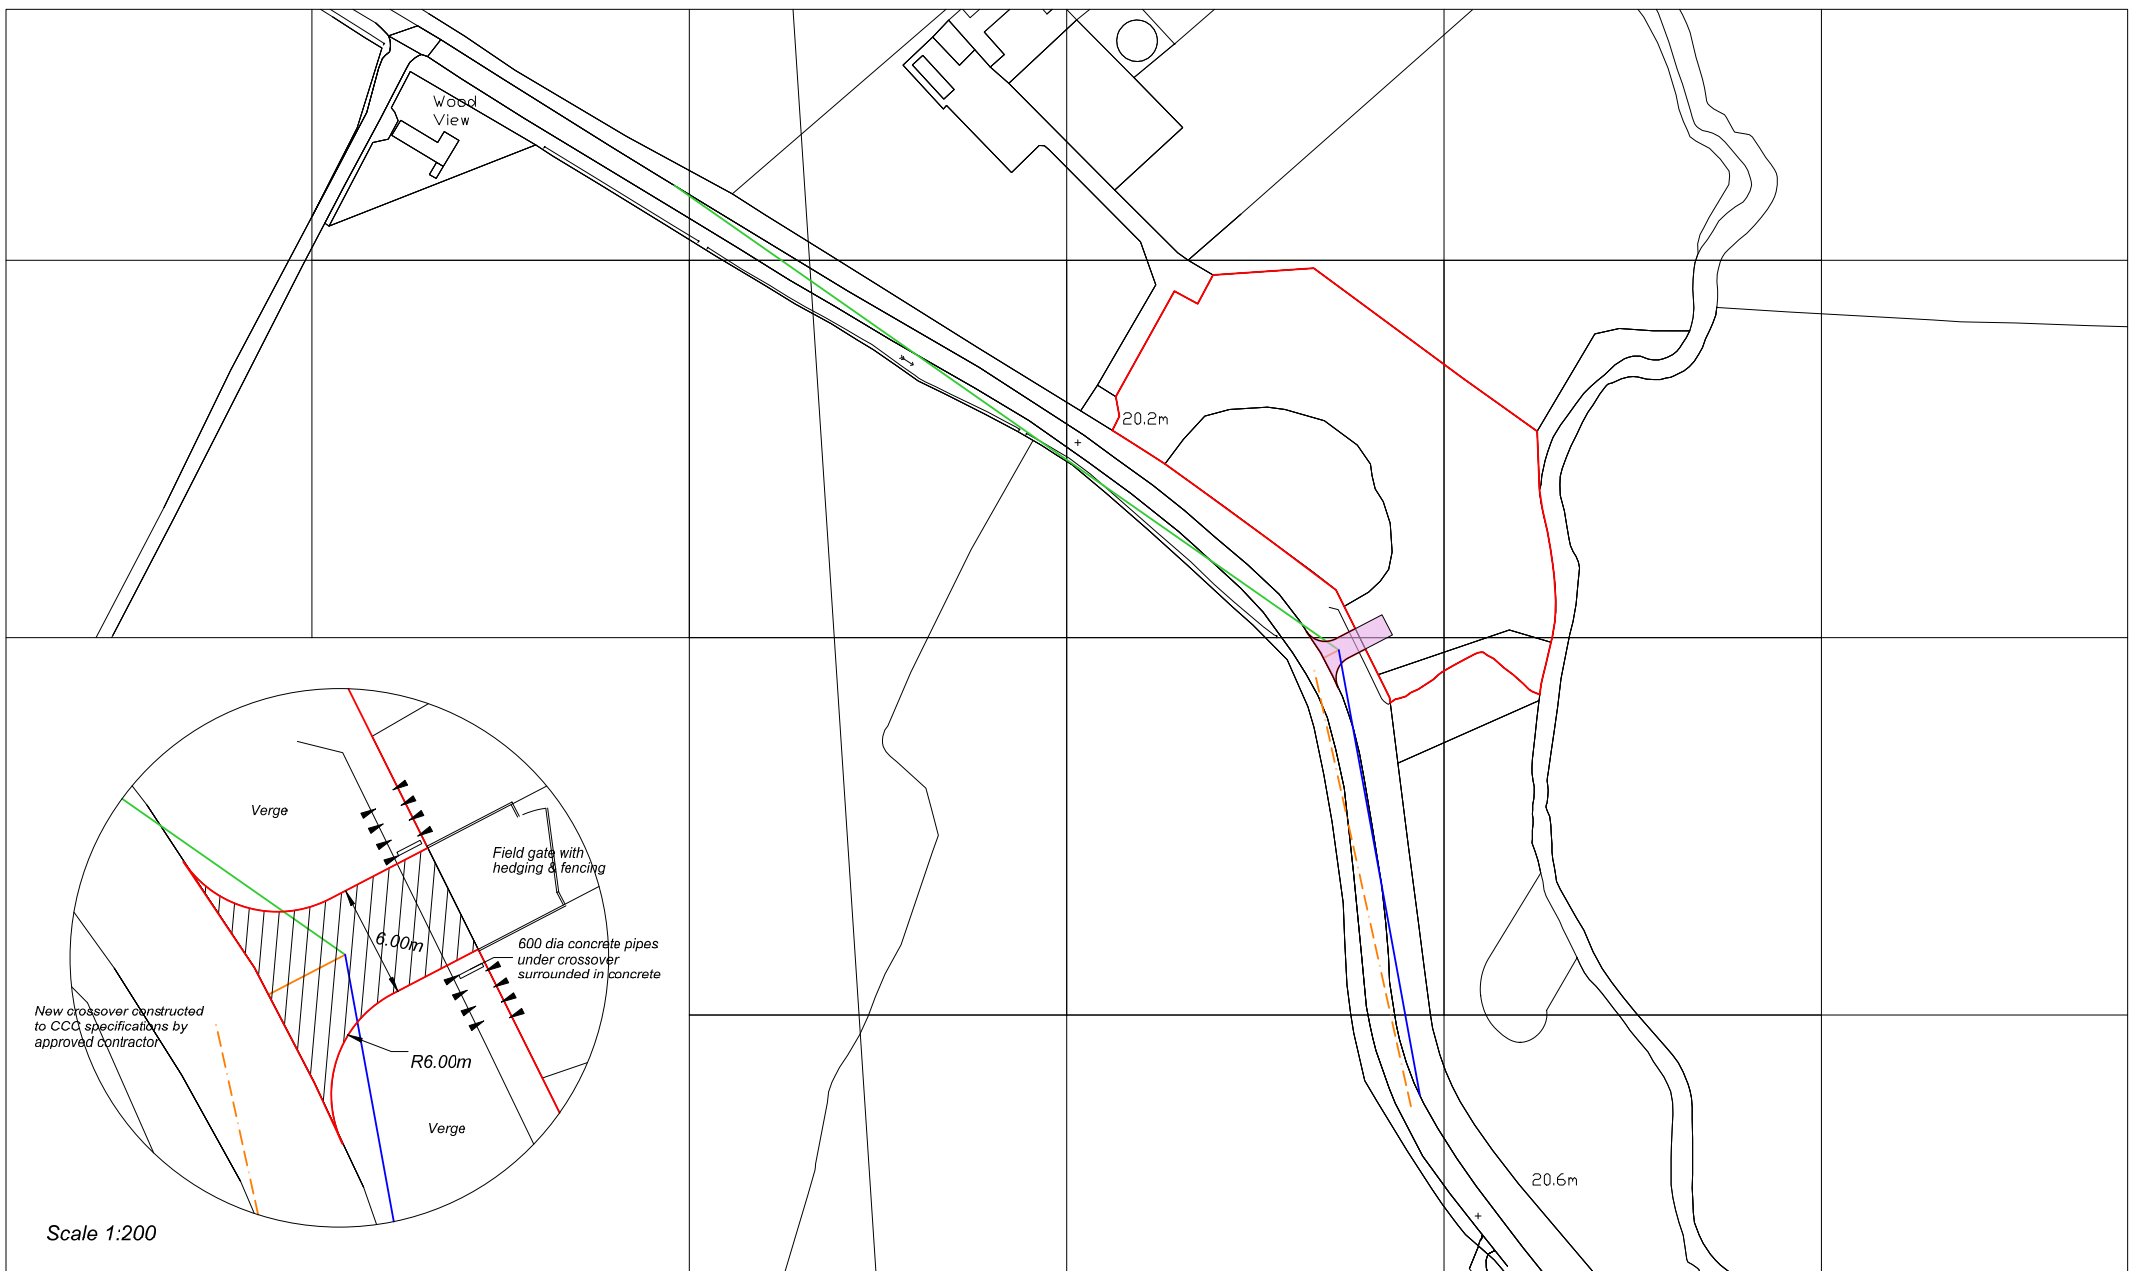 Wood
View
20.2m
Verge
Field gate with
hedging & fencing
6.00m
600 dia concrete pipes
under crossover
surrounded in concrete
New crossover constructed
to CCC specifications by
approved contractor
R6.00m
Verge
20.6m
Scale 1:200